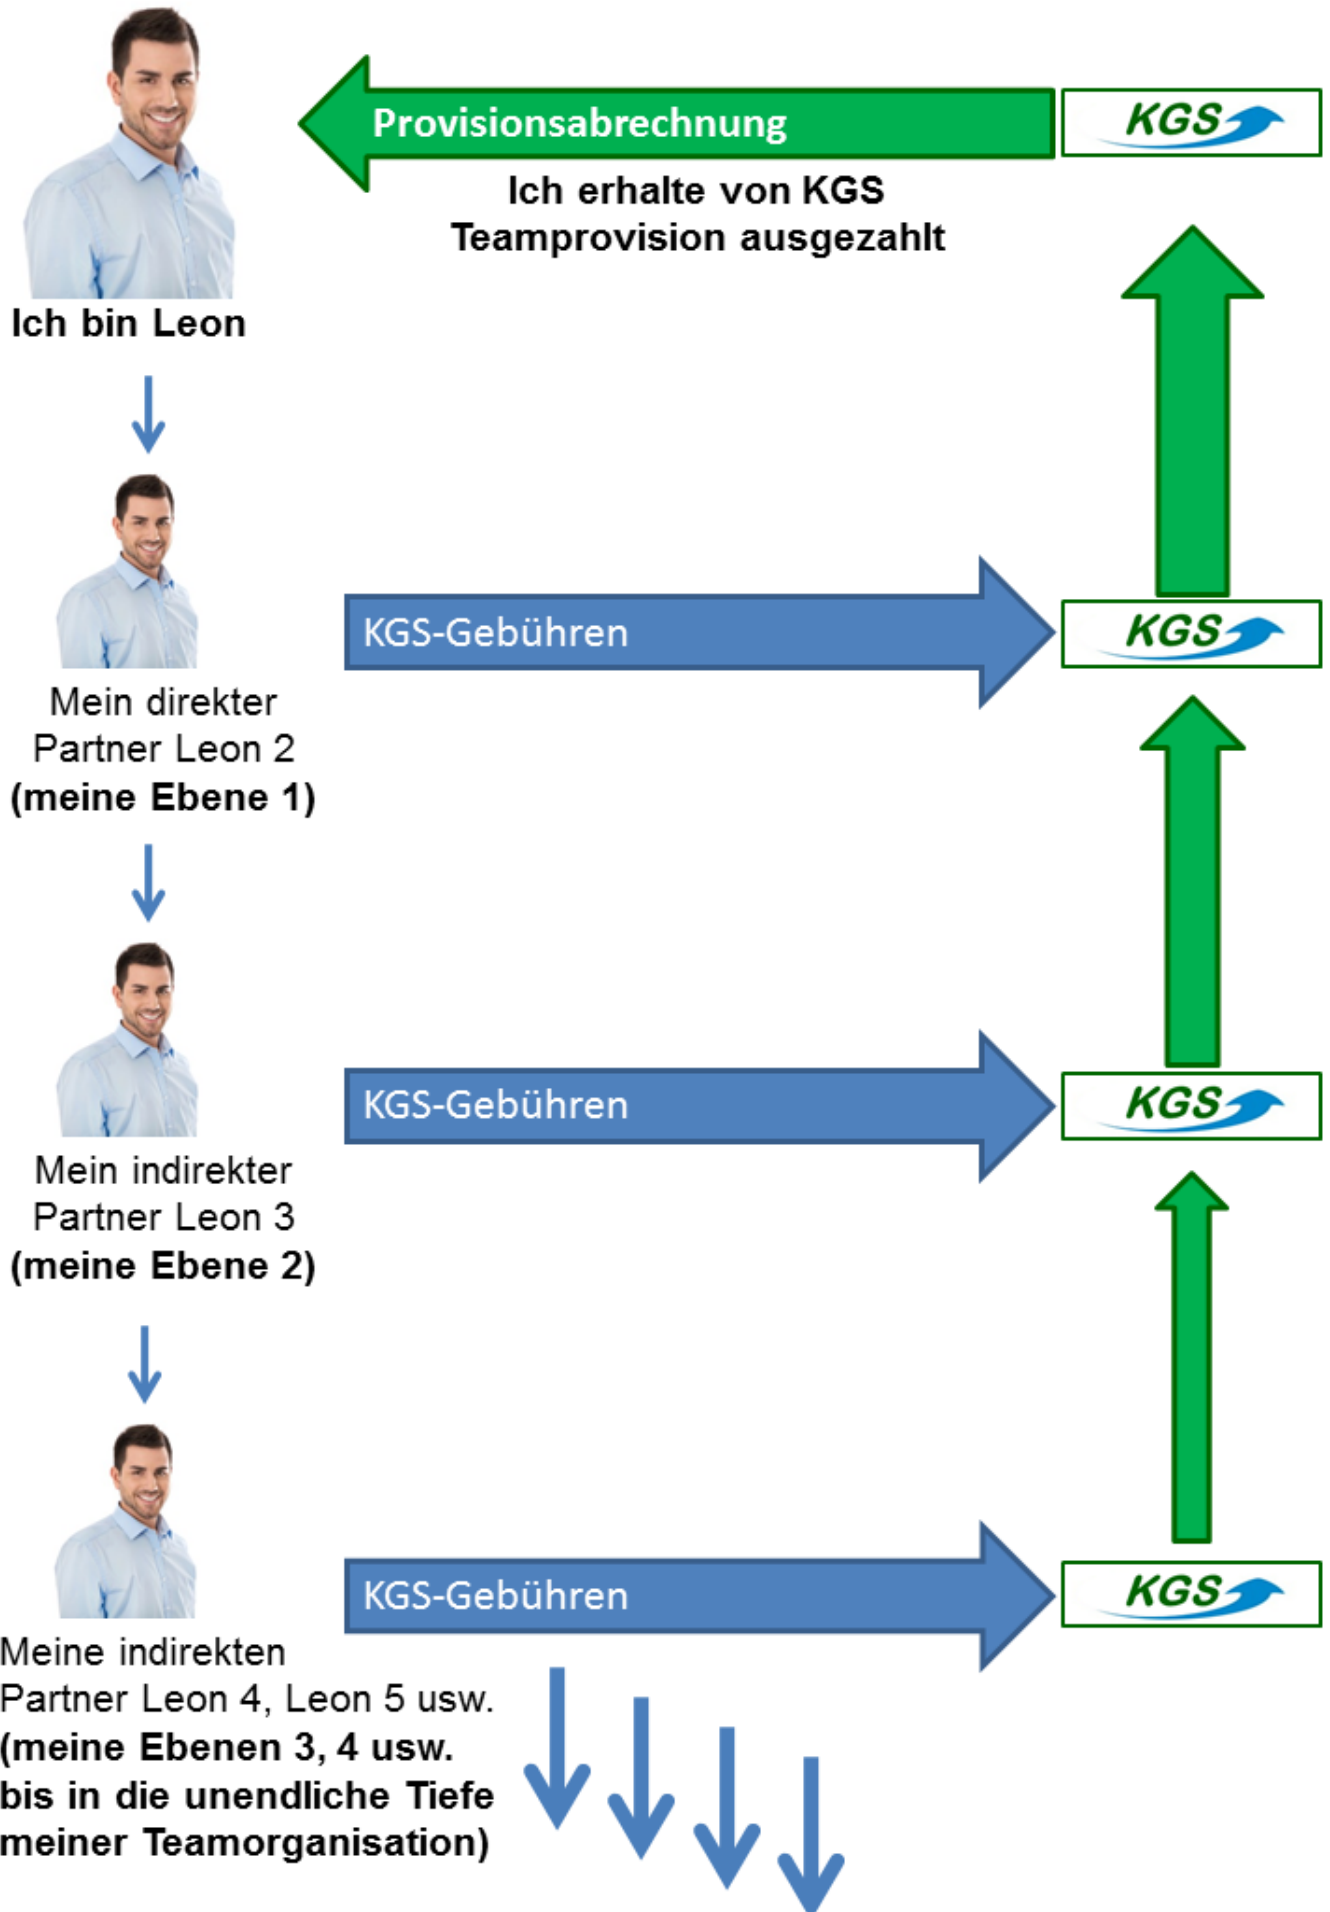 Provisionsabrechnung
KGS
Ich erhalte von KGS
Teamprovision ausgezahlt
Ich bin Leon
KGS-Gebühren
KGS
Mein direkter
Partner Leon 2
(meine Ebene 1)
KGS-Gebühren
KGS
Mein indirekter
Partner Leon 3
(meine Ebene 2)
KGS-Gebühren
KGS
Meine indirekten
Partner Leon 4, Leon 5 usw.
(meine Ebenen 3, 4 usw.
bis in die unendliche Tiefe
meiner Teamorganisation)